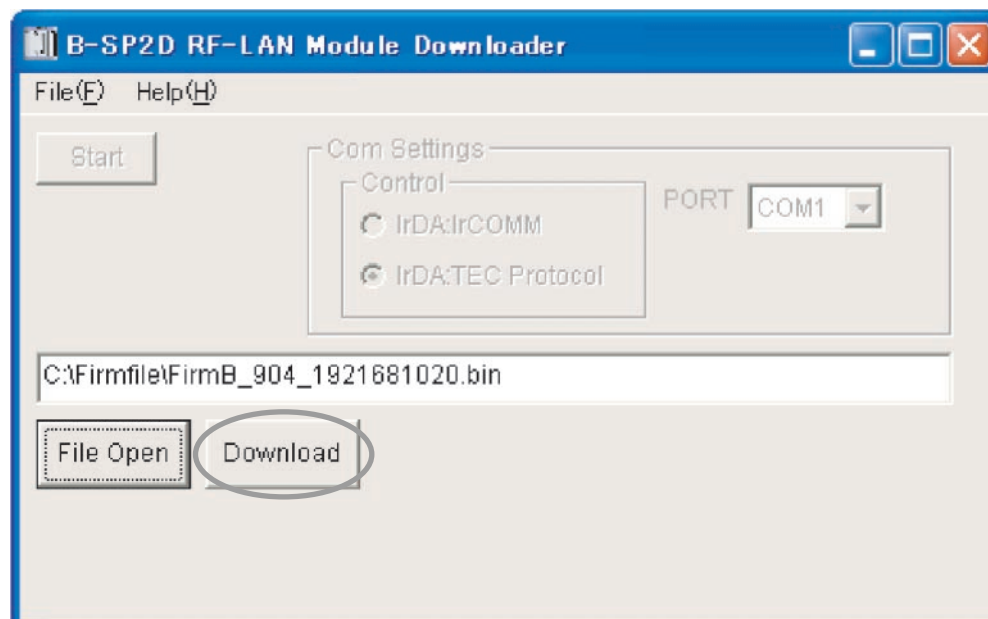 B-SP2D RF-LAN Module Downloader
File(F) Help(H)
Start
Com Settings
Control
IrDA:IrCOMM
IrDA:TEC Protocol
PORT COM1
C:\Firmfile\FirmB_904_1921681020.bin
File Open Download